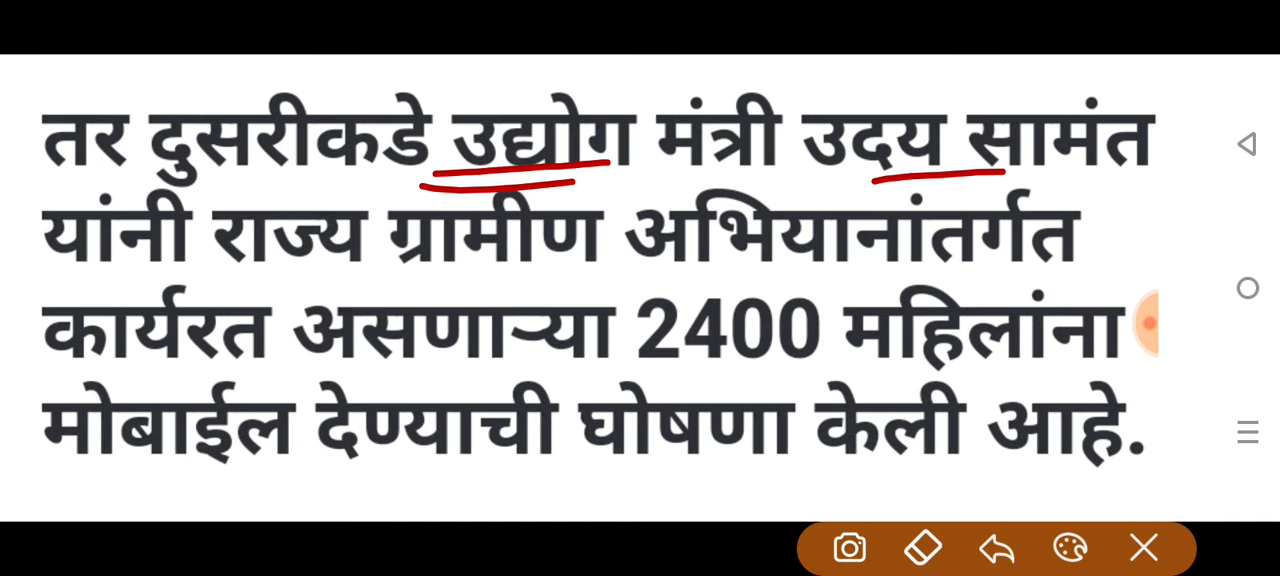 तर दुसरीकडे उद्योग मंत्री उदय सामंत
यांनी राज्य ग्रामीण अभियानांतर्गत
कार्यरत असणाऱ्या 2400 महिलांना
मोबाईल देण्याची घोषणा केली आहे.